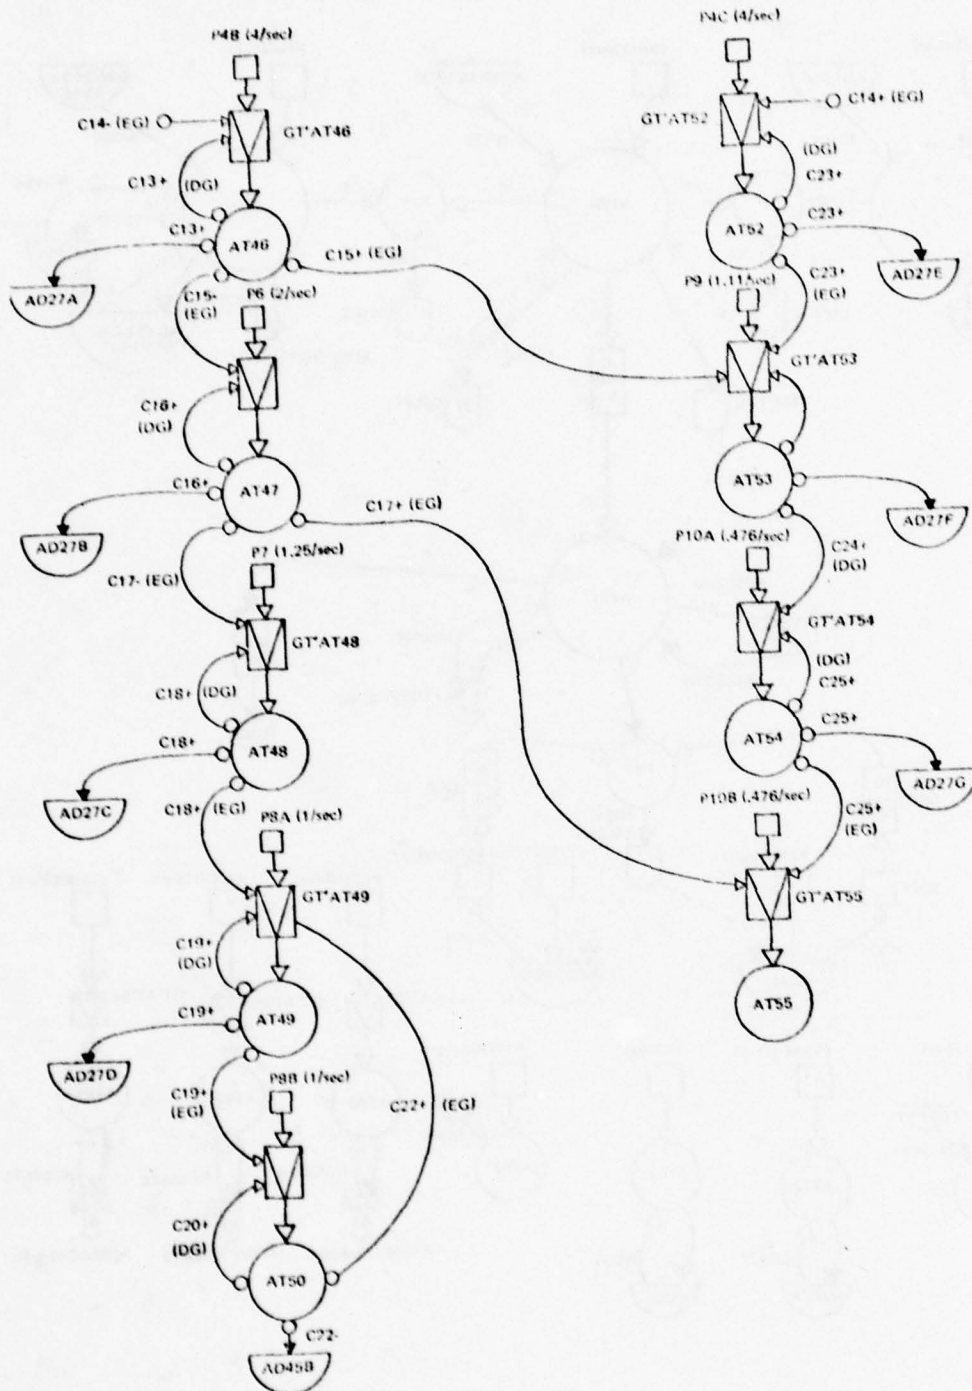 P4B (4/sec)
P4C (4/sec)
C14- (EG)
GT*AT46
GT*AT52
C14+ (EG)
C13+ (DG)
(DG)
C23+
C13+
AT46
C15+ (EG)
AT52
C23+
AD27A
C15-
(EG)
P6 (2/sec)
P9 (1.11/sec)
C23+
(EG)
AD27E
GT*AT53
C16+
(DG)
C16+
AT47
C17+ (EG)
AT53
AD27B
P10A (.476/sec)
AD27F
C17- (EG)
P7 (1.25/sec)
C24+
(DG)
GT*AT48
GT*AT54
C18+ (DG)
(DG)
C25+
C18+
AT48
AT54
C25+
AD27C
C18+ (EG)
P8A (1/sec)
P10B (.476/sec)
C25+
(EG)
AD27G
GT*AT49
GT*AT55
C19+
(DG)
C19+
AT49
AT55
AD27D
C19+
(EG)
P8B (1/sec)
C22+ (EG)
C20+
(DG)
AT50
C22-
AD45B